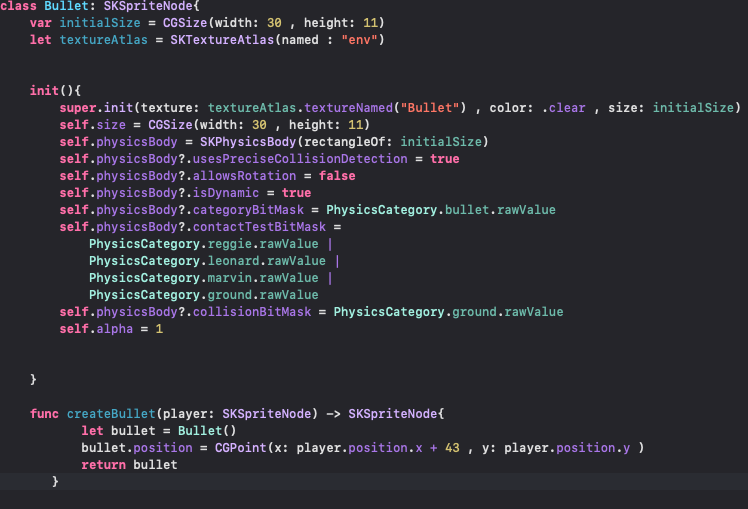 class Bullet: SKSpriteNode{
    var initialSize = CGSize(width: 30 , height: 11)
    let textureAtlas = SKTextureAtlas(named : "env")
    init(){
        super.init(texture: textureAtlas.textureNamed("Bullet") , color: .clear , size: initialSize)
        self.size = CGSize(width: 30 , height: 11)
        self.physicsBody = SKPhysicsBody(rectangleOf: initialSize)
        self.physicsBody?.usesPreciseCollisionDetection = true
        self.physicsBody?.allowsRotation = false
        self.physicsBody?.isDynamic = true
        self.physicsBody?.categoryBitMask = PhysicsCategory.bullet.rawValue
        self.physicsBody?.contactTestBitMask =
            PhysicsCategory.reggie.rawValue |
            PhysicsCategory.leonard.rawValue |
            PhysicsCategory.marvin.rawValue |
            PhysicsCategory.ground.rawValue
        self.physicsBody?.collisionBitMask = PhysicsCategory.ground.rawValue
        self.alpha = 1
    }
    func createBullet(player: SKSpriteNode) -> SKSpriteNode{
           let bullet = Bullet()
           bullet.position = CGPoint(x: player.position.x + 43 , y: player.position.y )
           return bullet
       }